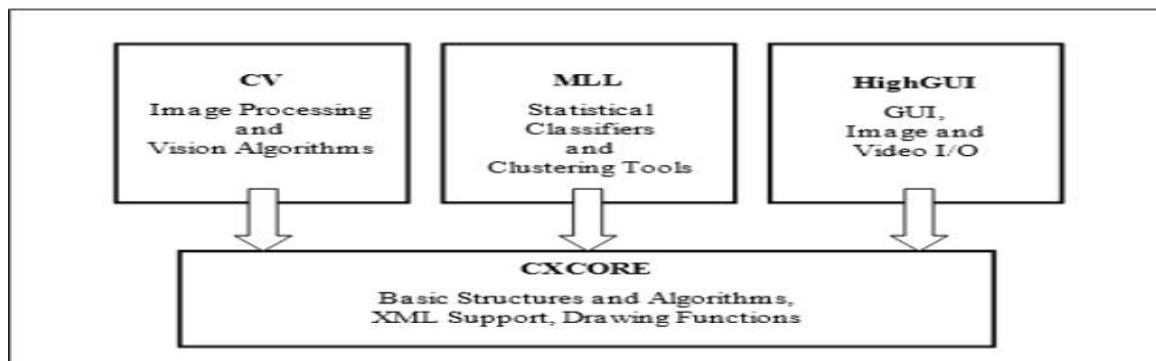 CV
Image Processing
and
Vision Algorithms
MLL
Statistical
Classifiers
and
Clustering Tools
HighGUI
GUI,
Image and
Video I/O
CXCORE
Basic Structures and Algorithms,
XML Support, Drawing Functions